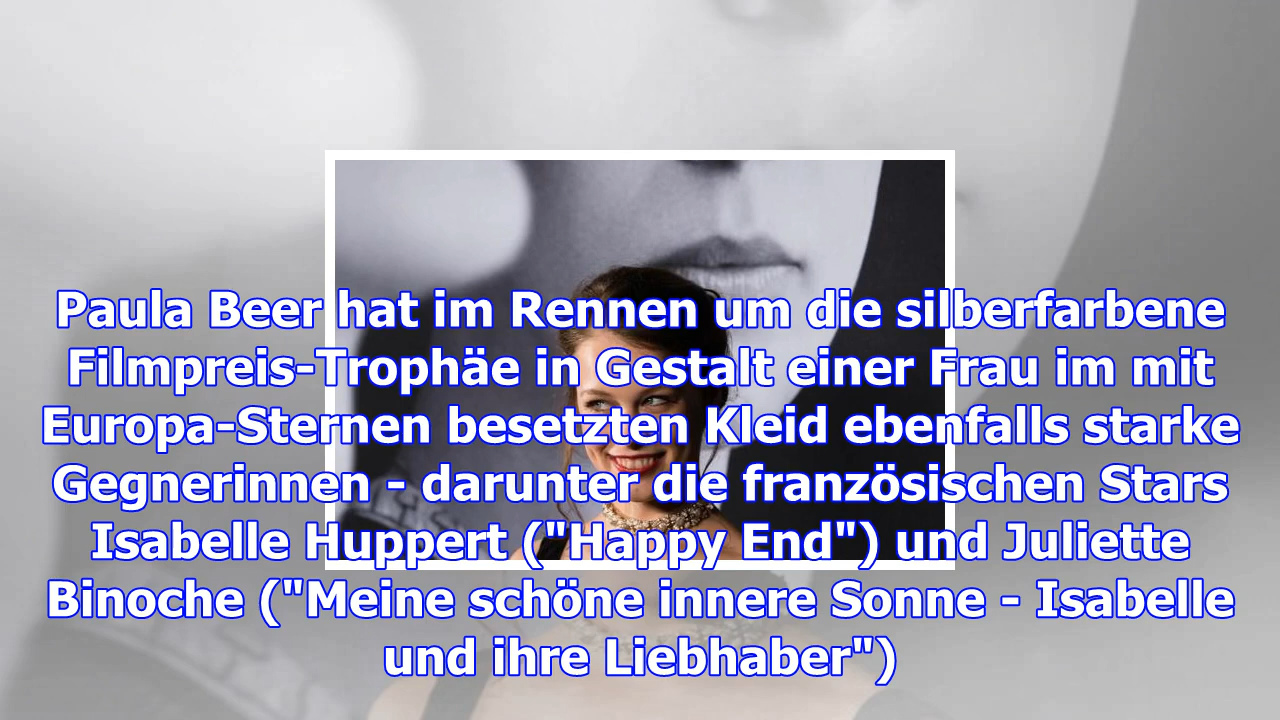 Paula Beer hat im Rennen um die silberfarbene
Filmpreis-Trophäe in Gestalt einer Frau im mit
Europa-Sternen besetzten Kleid ebenfalls starke
Gegnerinnen - darunter die französischen Stars
Isabelle Huppert ("Happy End") und Juliette
Binoche ("Meine schöne innere Sonne - Isabelle
und ihre Liebhaber")